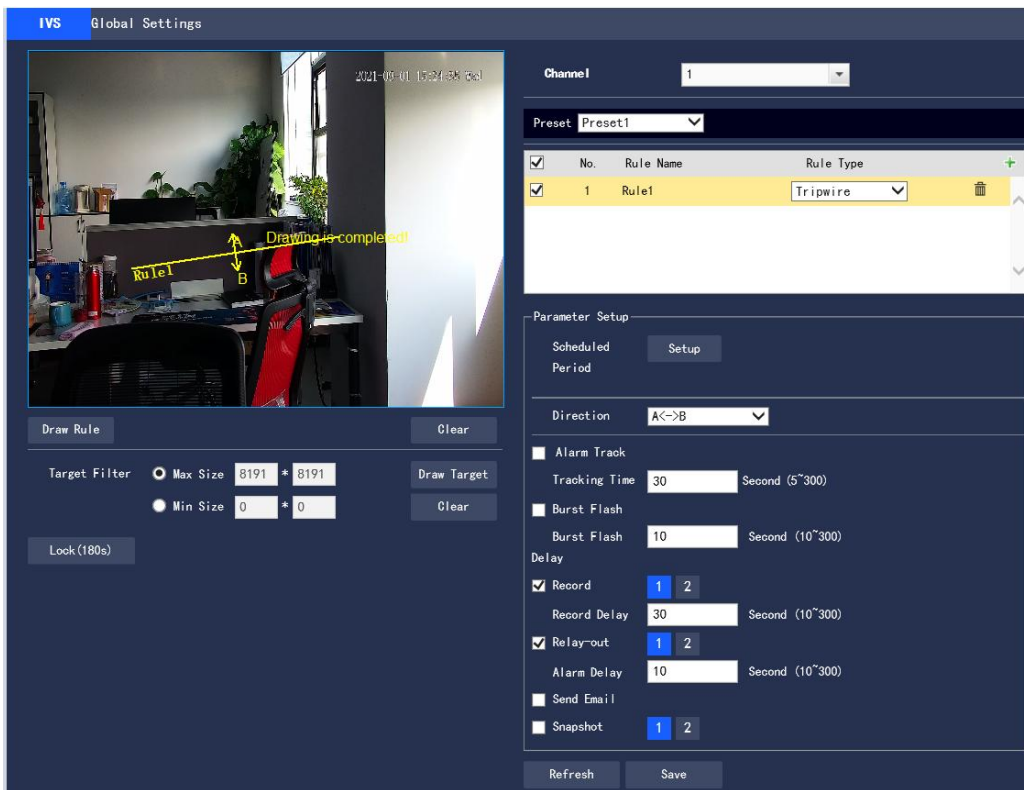 IVS Global Settings
2021-09-01 Wed
Drawing is completed!
A
Rule1
B
Draw Rule
Clear
Target Filter
Max Size 8191 * 8191
Draw Target
Min Size 0 * 0
Clear
Lock(180s)
Channel 1
Preset Preset1
No. Rule Name Rule Type
1 Rule1 Tripwire
Parameter Setup
Scheduled
Period
Setup
Direction A<->B
Alarm Track
Tracking Time 30 Second (5~300)
Burst Flash
Burst Flash 10 Second (10~300)
Delay
Record 1 2
Record Delay 30 Second (10~300)
Relay-out 1 2
Alarm Delay 10 Second (10~300)
Send Email
Snapshot 1 2
Refresh Save